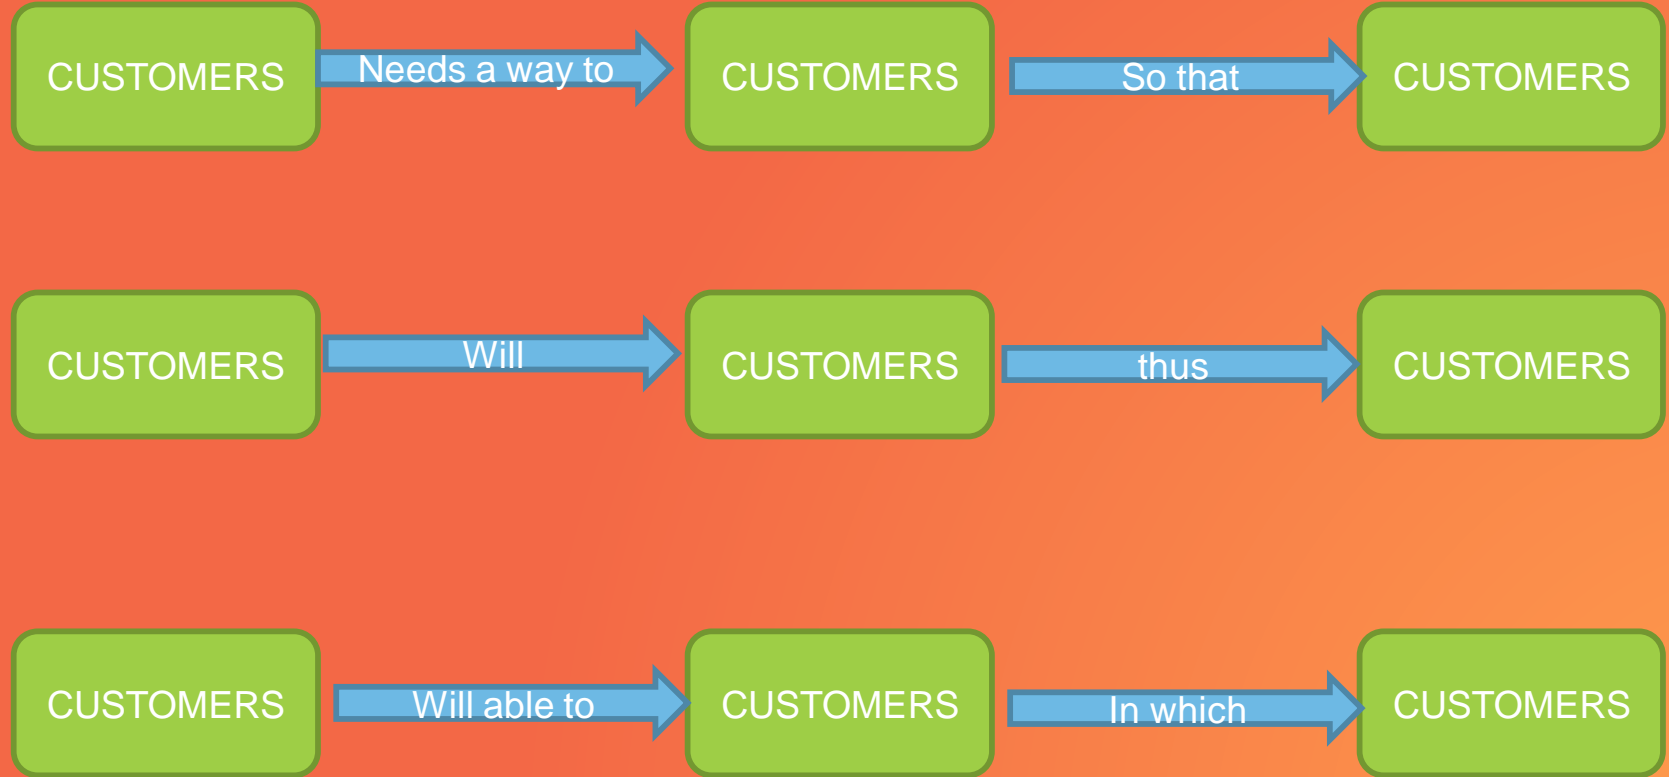 CUSTOMERS Needs a way to CUSTOMERS So that CUSTOMERS
CUSTOMERS Will CUSTOMERS thus CUSTOMERS
CUSTOMERS Will able to CUSTOMERS In which CUSTOMERS